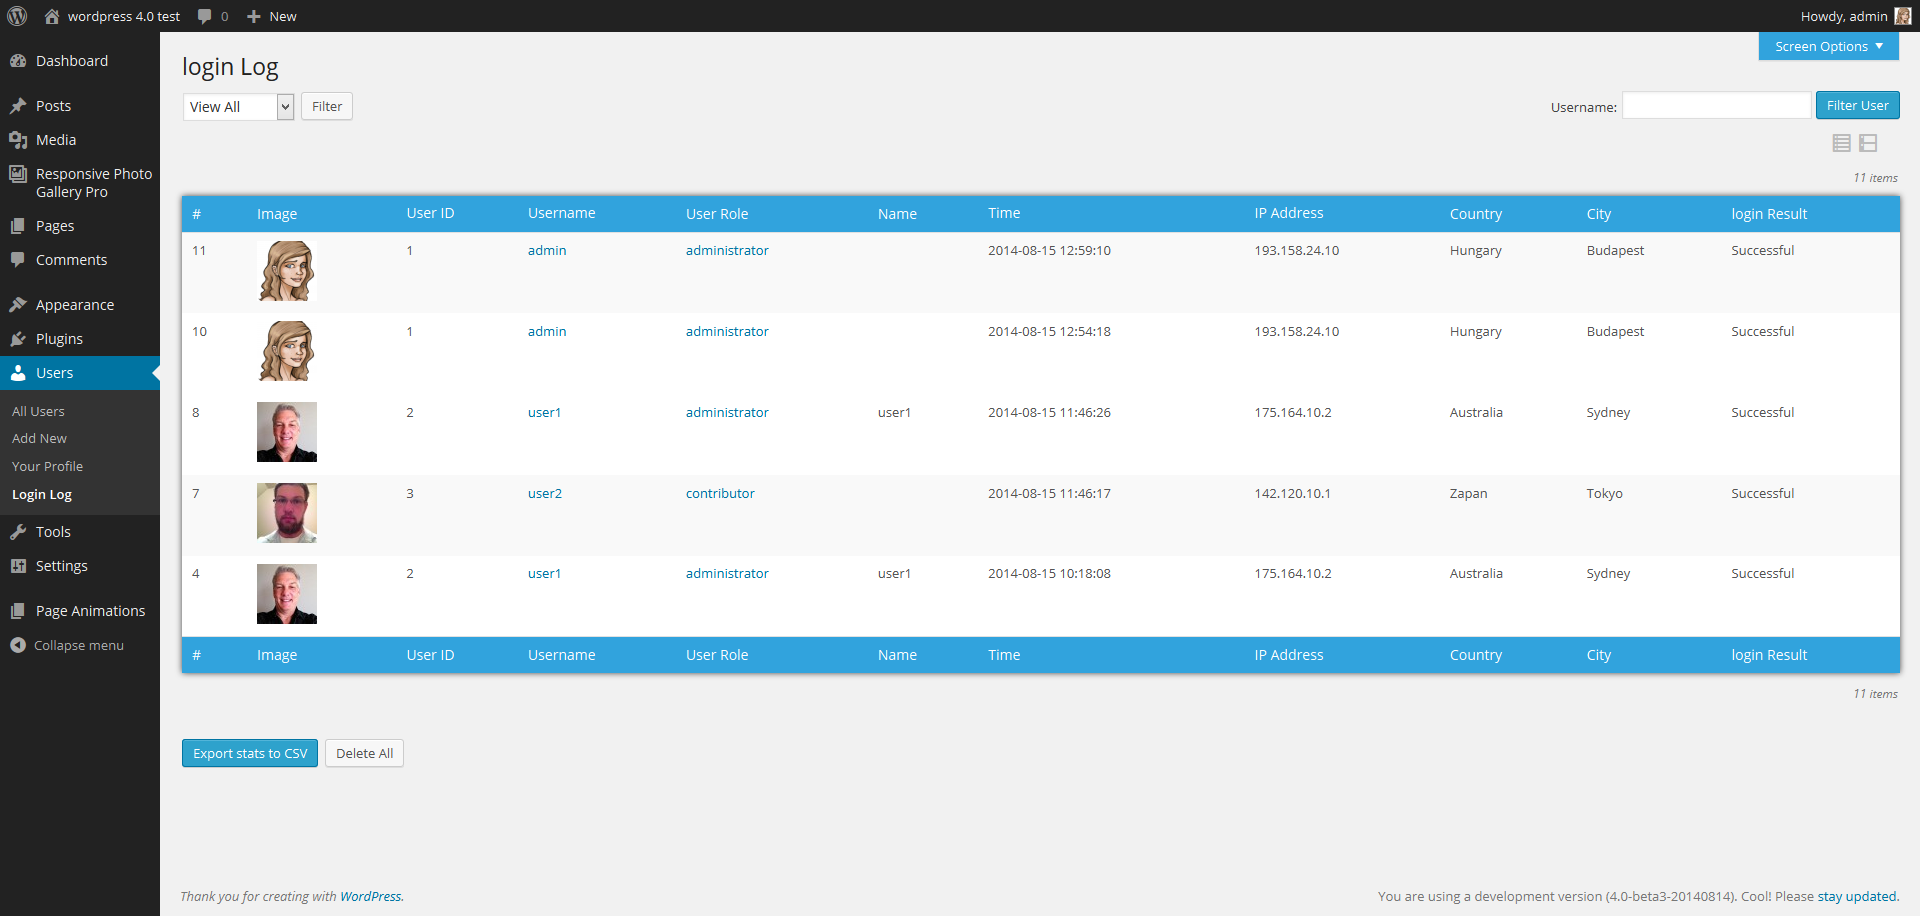 wordpress 4.0 test 0 New Howdy, admin
Screen Options
Dashboard
Posts
Media
Responsive Photo
Gallery Pro
Pages
Comments
Appearance
Plugins
Users
All Users
Add New
Your Profile
Login Log
Tools
Settings
Page Animations
Collapse menu
login Log
View All Filter Username: Filter User
11 items
# Image User ID Username User Role Name Time IP Address Country City login Result
11 1 admin administrator 2014-08-15 12:59:10 193.158.24.10 Hungary Budapest Successful
10 1 admin administrator 2014-08-15 12:54:18 193.158.24.10 Hungary Budapest Successful
8 2 user1 administrator user1 2014-08-15 11:46:26 175.164.10.2 Australia Sydney Successful
7 3 user2 contributor 2014-08-15 11:46:17 142.120.10.1 Zapan Tokyo Successful
4 2 user1 administrator user1 2014-08-15 10:18:08 175.164.10.2 Australia Sydney Successful
# Image User ID Username User Role Name Time IP Address Country City login Result
11 items
Export stats to CSV Delete All
Thank you for creating with WordPress. You are using a development version (4.0-beta3-20140814). Cool! Please stay updated.